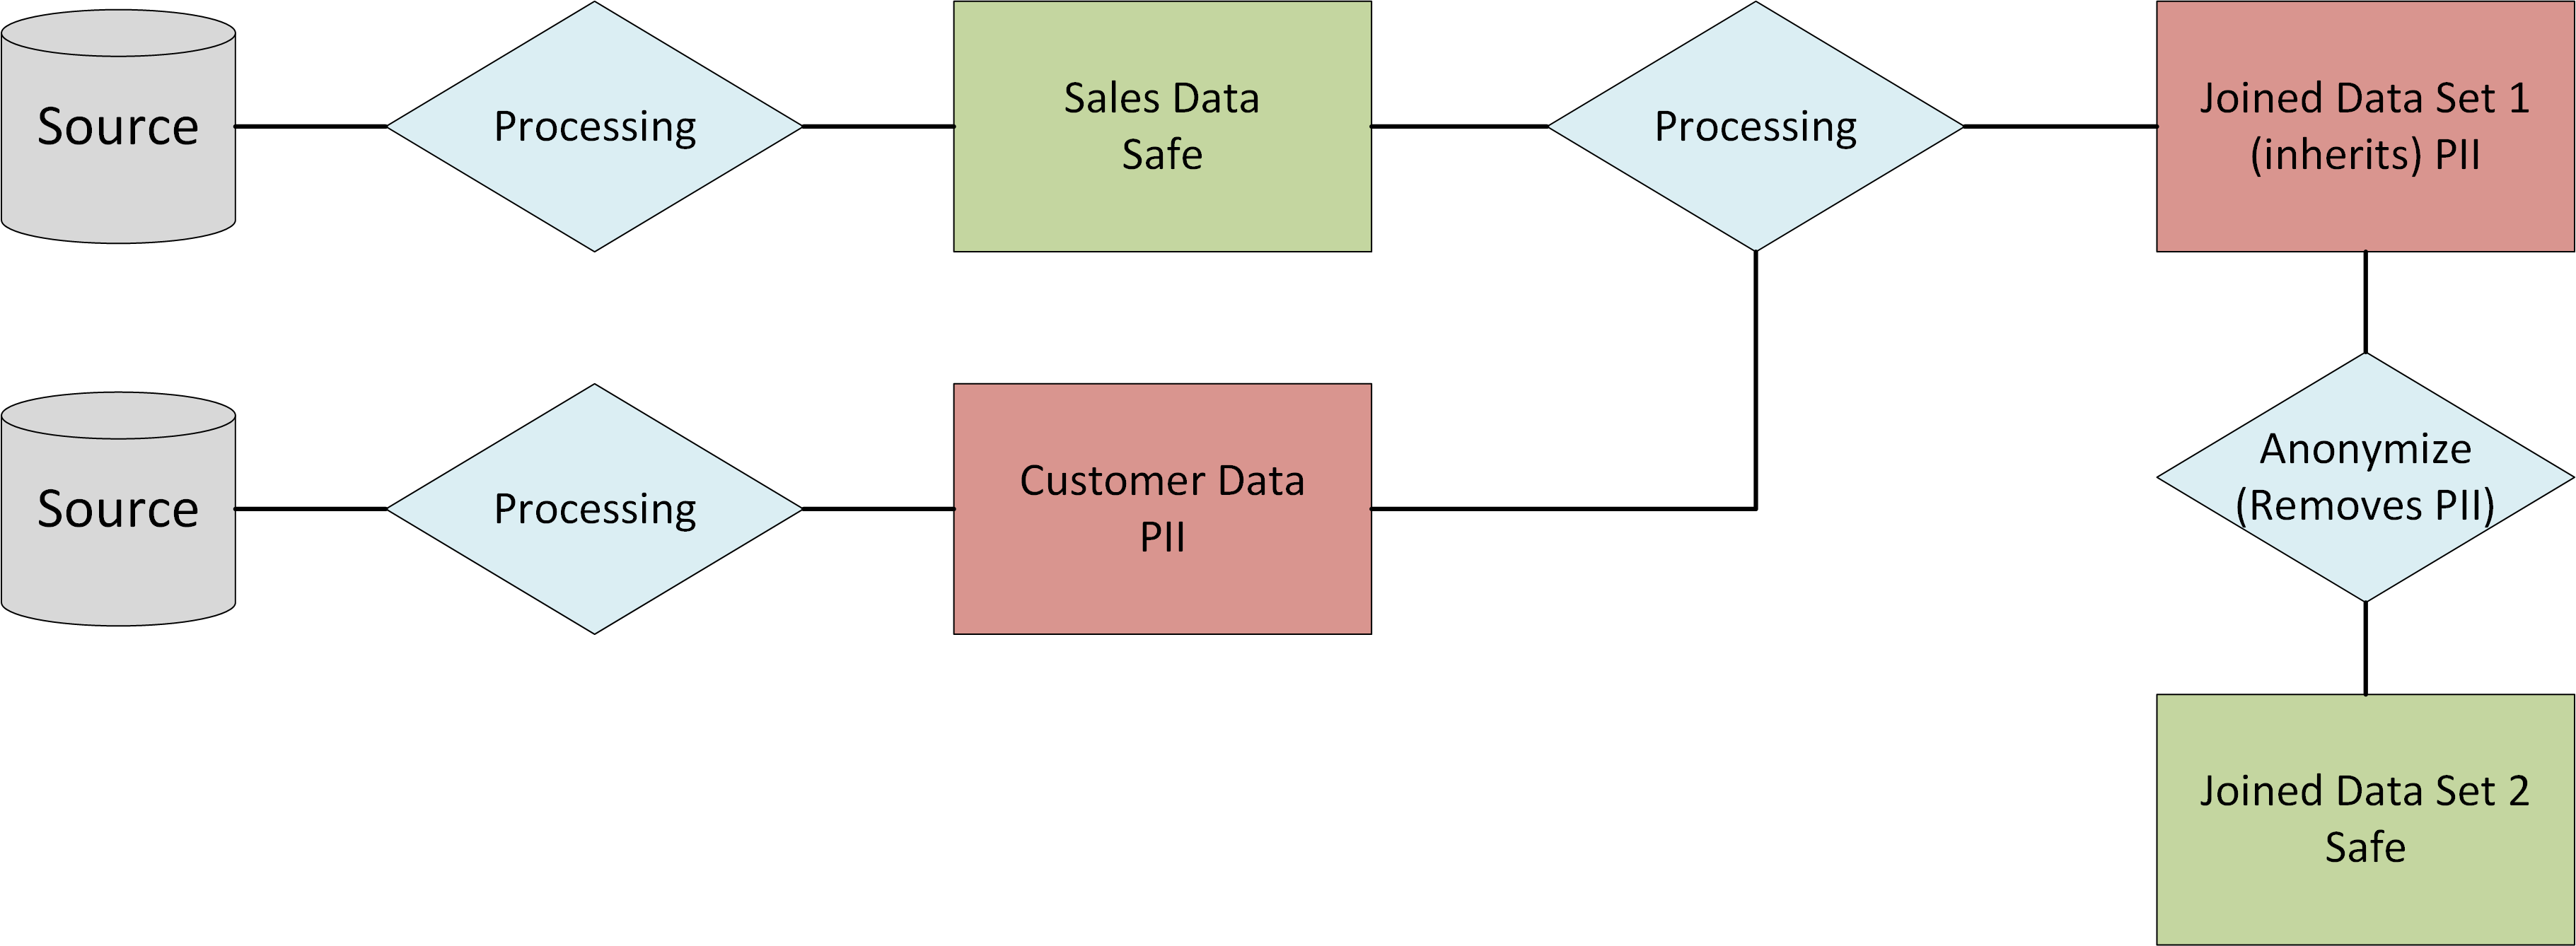 Source
Processing
Sales Data
Safe
Processing
Joined Data Set 1
(inherits) PII
Source
Processing
Customer Data
PII
Anonymize
(Removes PII)
Joined Data Set 2
Safe